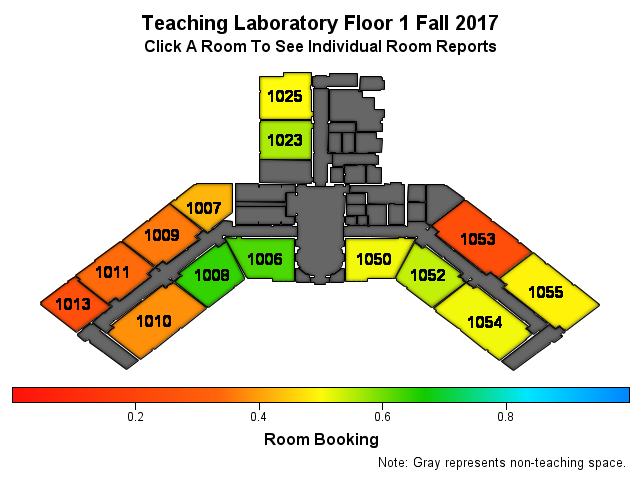 Teaching Laboratory Floor 1 Fall 2017
Click A Room To See Individual Room Reports
1025
1023
1007
1009
1011
1013
1008
1006
1010
1050
1052
1053
1054
1055
0.2 0.4 0.6 0.8
Room Booking
Note: Gray represents non-teaching space.